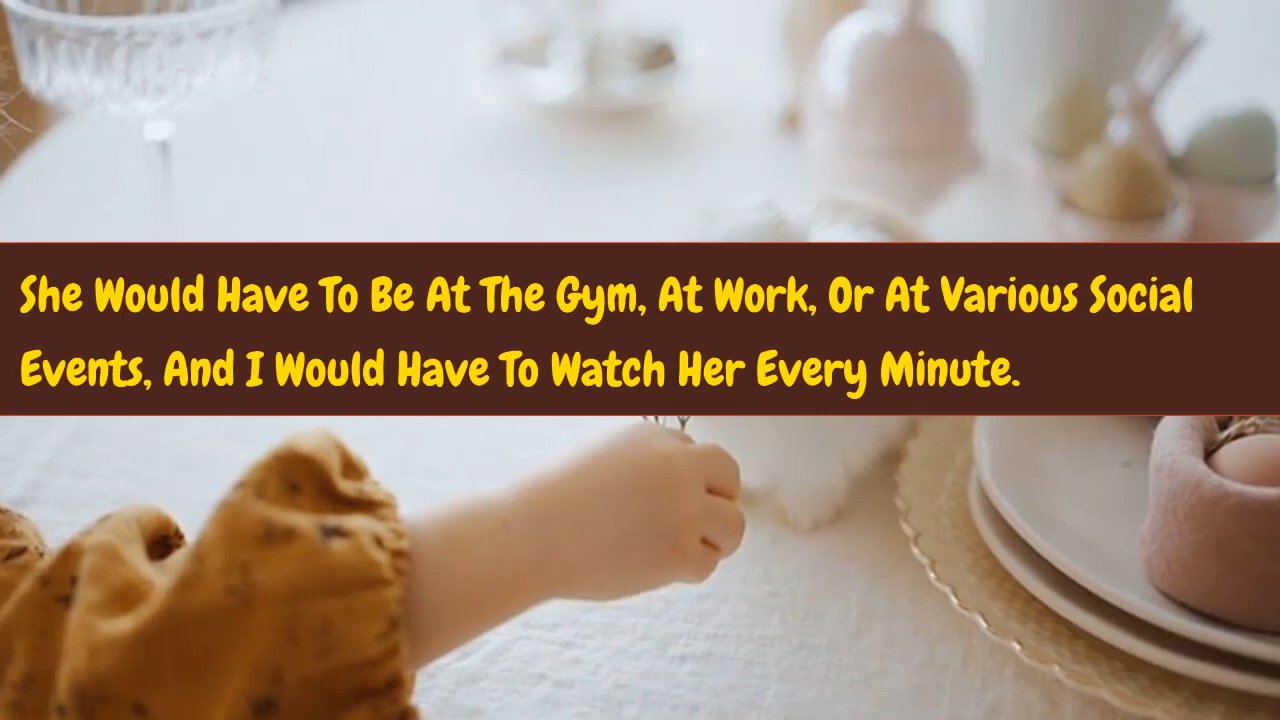 She Would Have To Be At The Gym, At Work, Or At Various Social
Events, And I Would Have To Watch Her Every Minute.